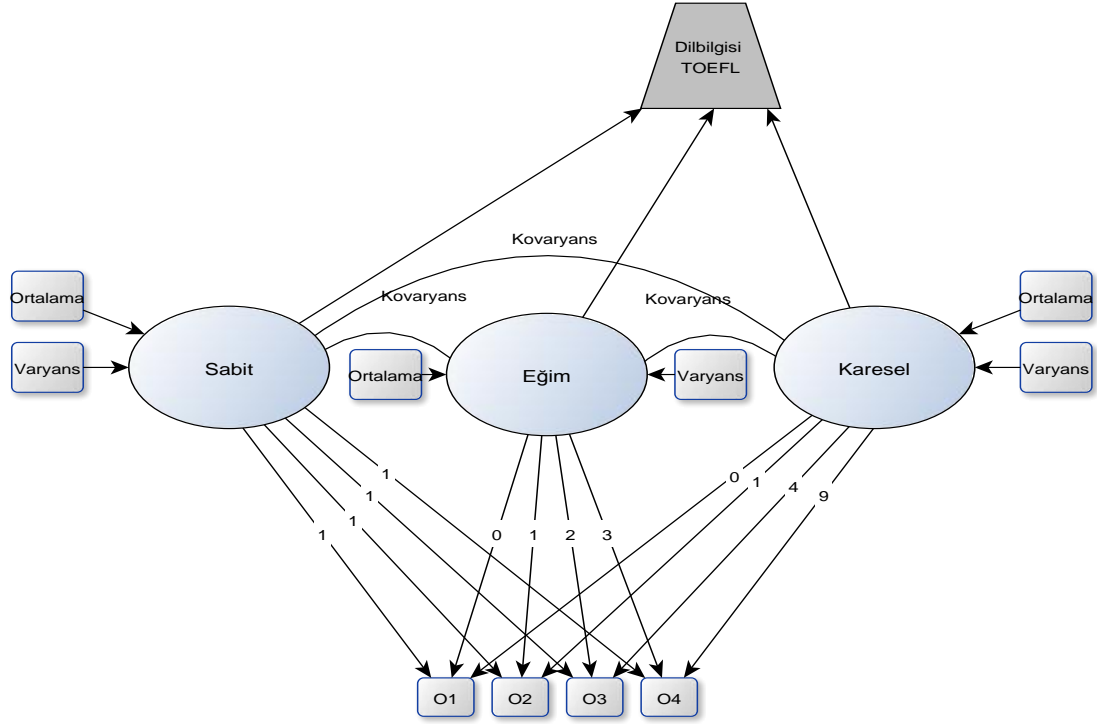 Dilbilgisi
TOEFL
Kovaryans
Kovaryans
Kovaryans
Ortalama
Ortalama
Varyans
Sabit
Ortalama
Eğim
Varyans
Karesel
Varyans
1
1
1
1
0
1
2
3
0
1
4
9
O1
O2
O3
O4